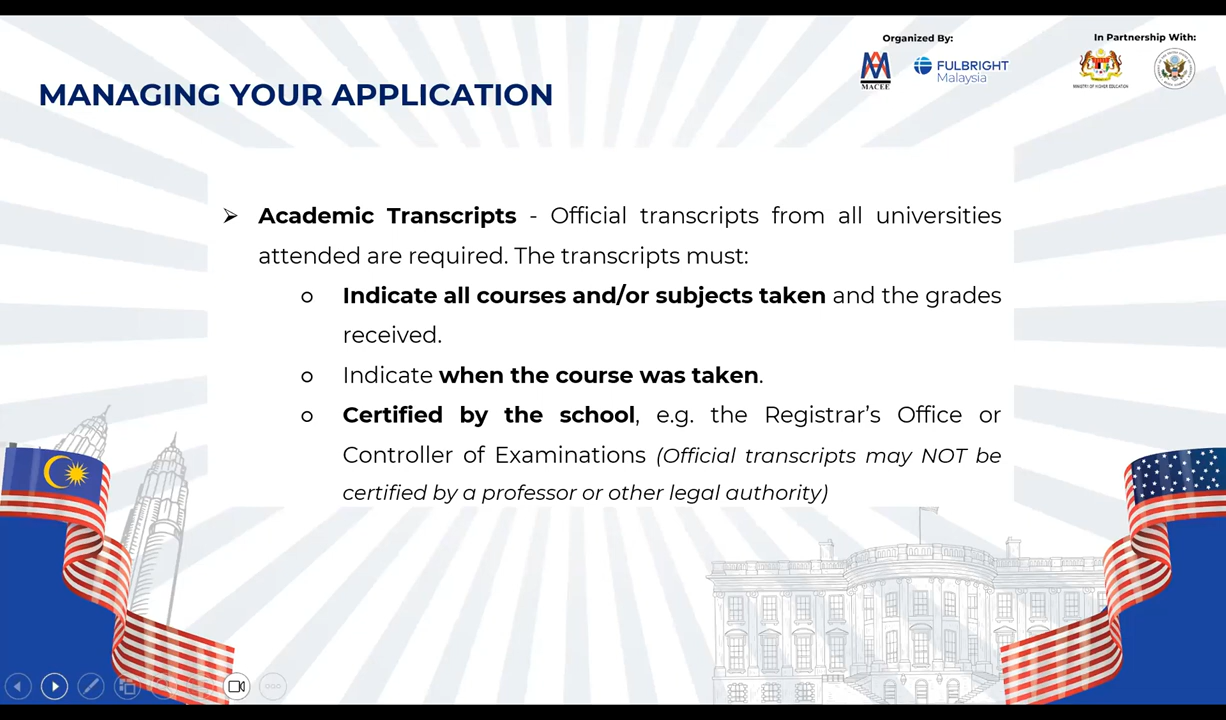 Organized By:
In Partnership With:
MACEE
FULBRIGHT
Malaysia
MINISTRY OF HIGHER EDUCATION
MANAGING YOUR APPLICATION
➢ Academic Transcripts - Official transcripts from all universities
attended are required. The transcripts must:
o Indicate all courses and/or subjects taken and the grades
received.
o Indicate when the course was taken.
o Certified by the school, e.g. the Registrar’s Office or
Controller of Examinations (Official transcripts may NOT be
certified by a professor or other legal authority)